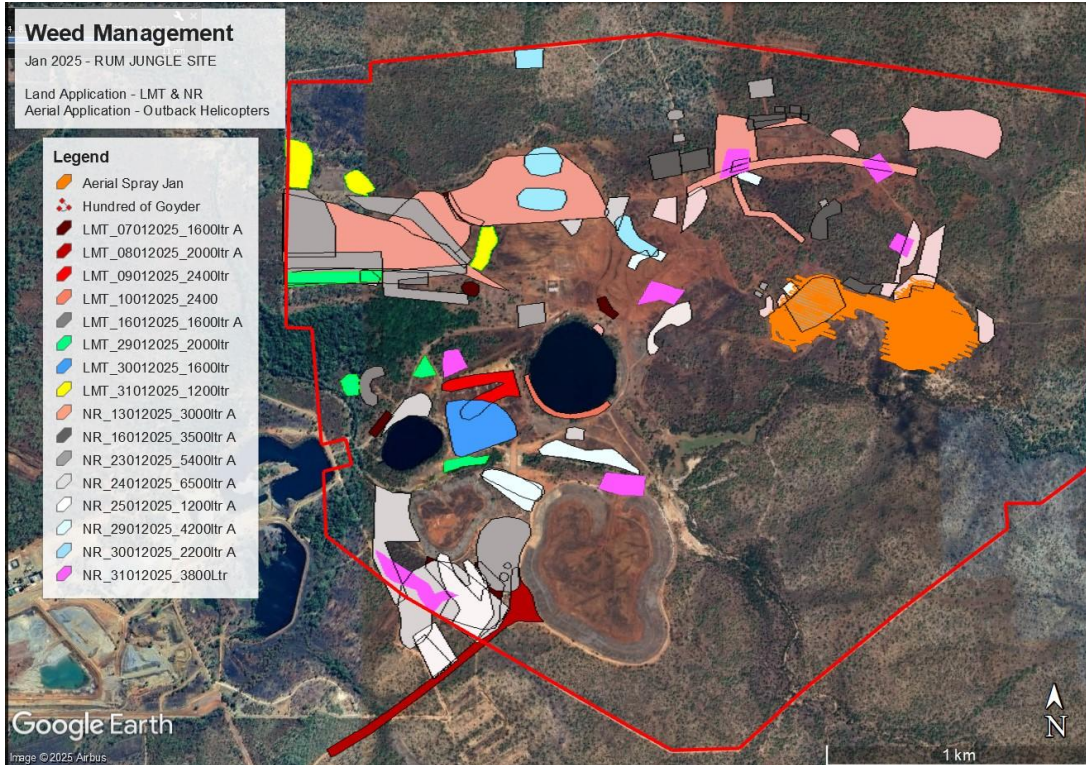 Weed Management
Jan 2025 - RUM JUNGLE SITE
Land Application - LMT & NR
Aerial Application - Outback Helicopters
Legend
Aerial Spray Jan
Hundred of Goyder
LMT_07012025_1600ltr A
LMT_08012025_2000ltr A
LMT_09012025_2400ltr
LMT_10012025_2400
LMT_16012025_1600ltr A
LMT_29012025_2000ltr
LMT_30012025_1600ltr
LMT_31012025_1200ltr
NR_13012025_3000ltr A
NR_16012025_3500ltr A
NR_23012025_5400ltr A
NR_24012025_6500ltr A
NR_25012025_1200ltr A
NR_29012025_4200ltr A
NR_30012025_2200ltr A
NR_31012025_3800Ltr
Google Earth
Image © 2025 Airbus
N
1 km